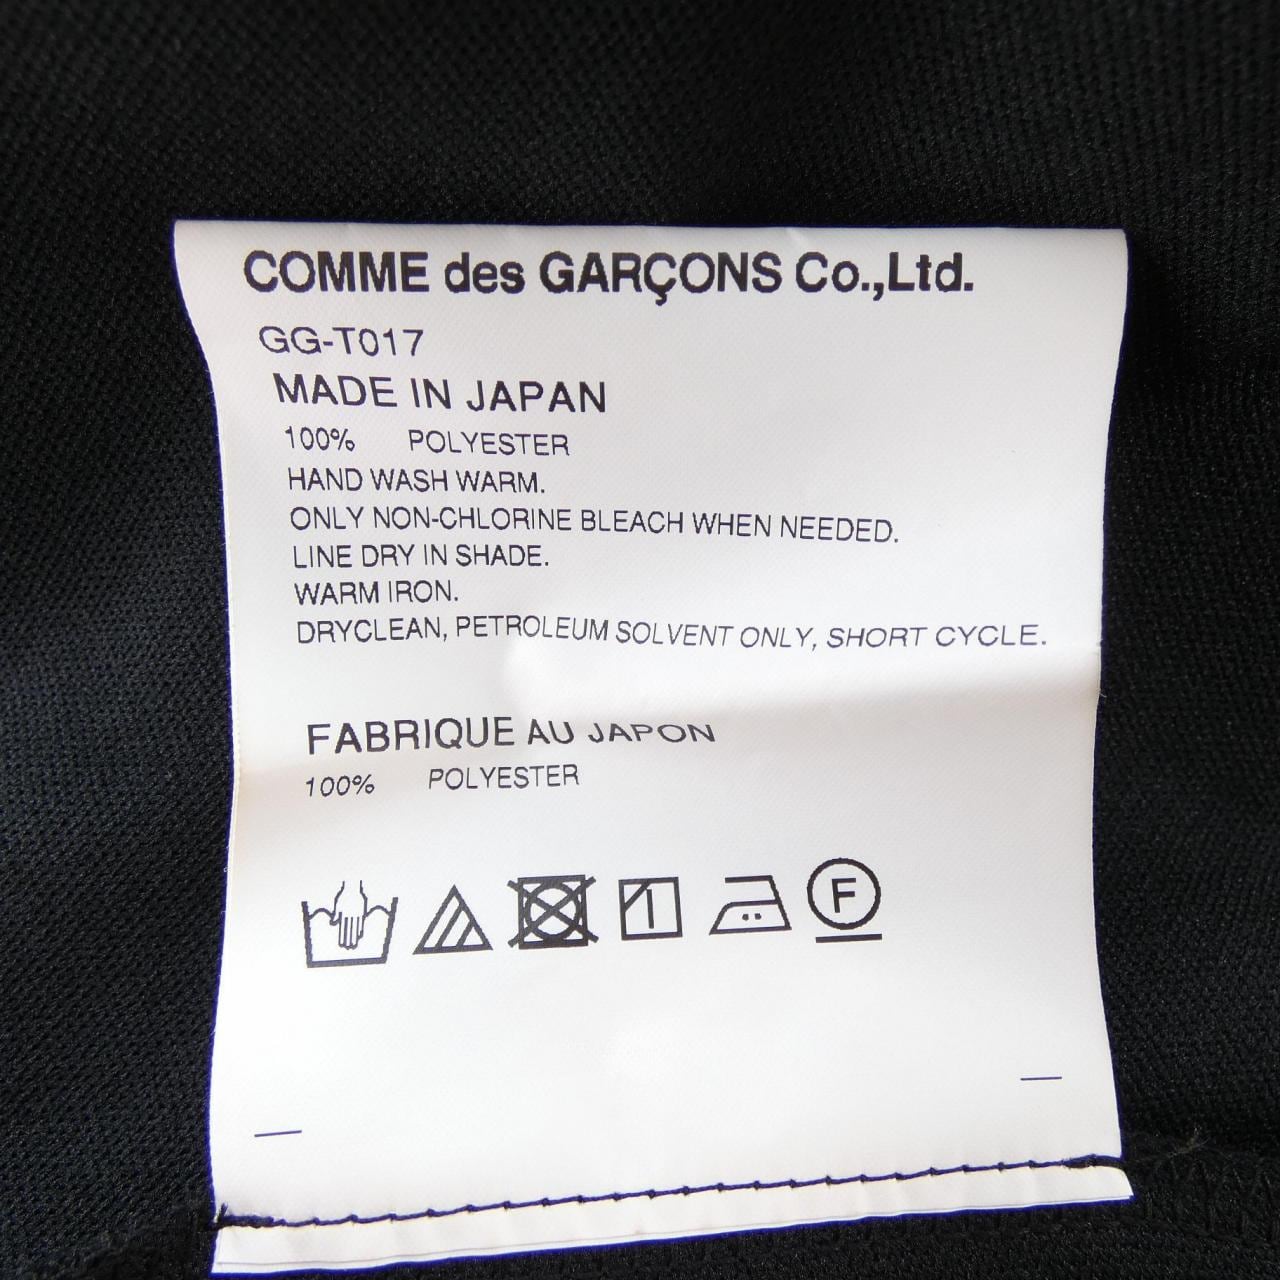 COMME des GARÇONS Co.,Ltd.
GG-T017
MADE IN JAPAN
100% POLYESTER
HAND WASH WARM.
ONLY NON-CHLORINE BLEACH WHEN NEEDED.
LINE DRY IN SHADE.
WARM IRON.
DRYCLEAN, PETROLEUM SOLVENT ONLY, SHORT CYCLE.
FABRIQUE AU JAPON
100% POLYESTER
F